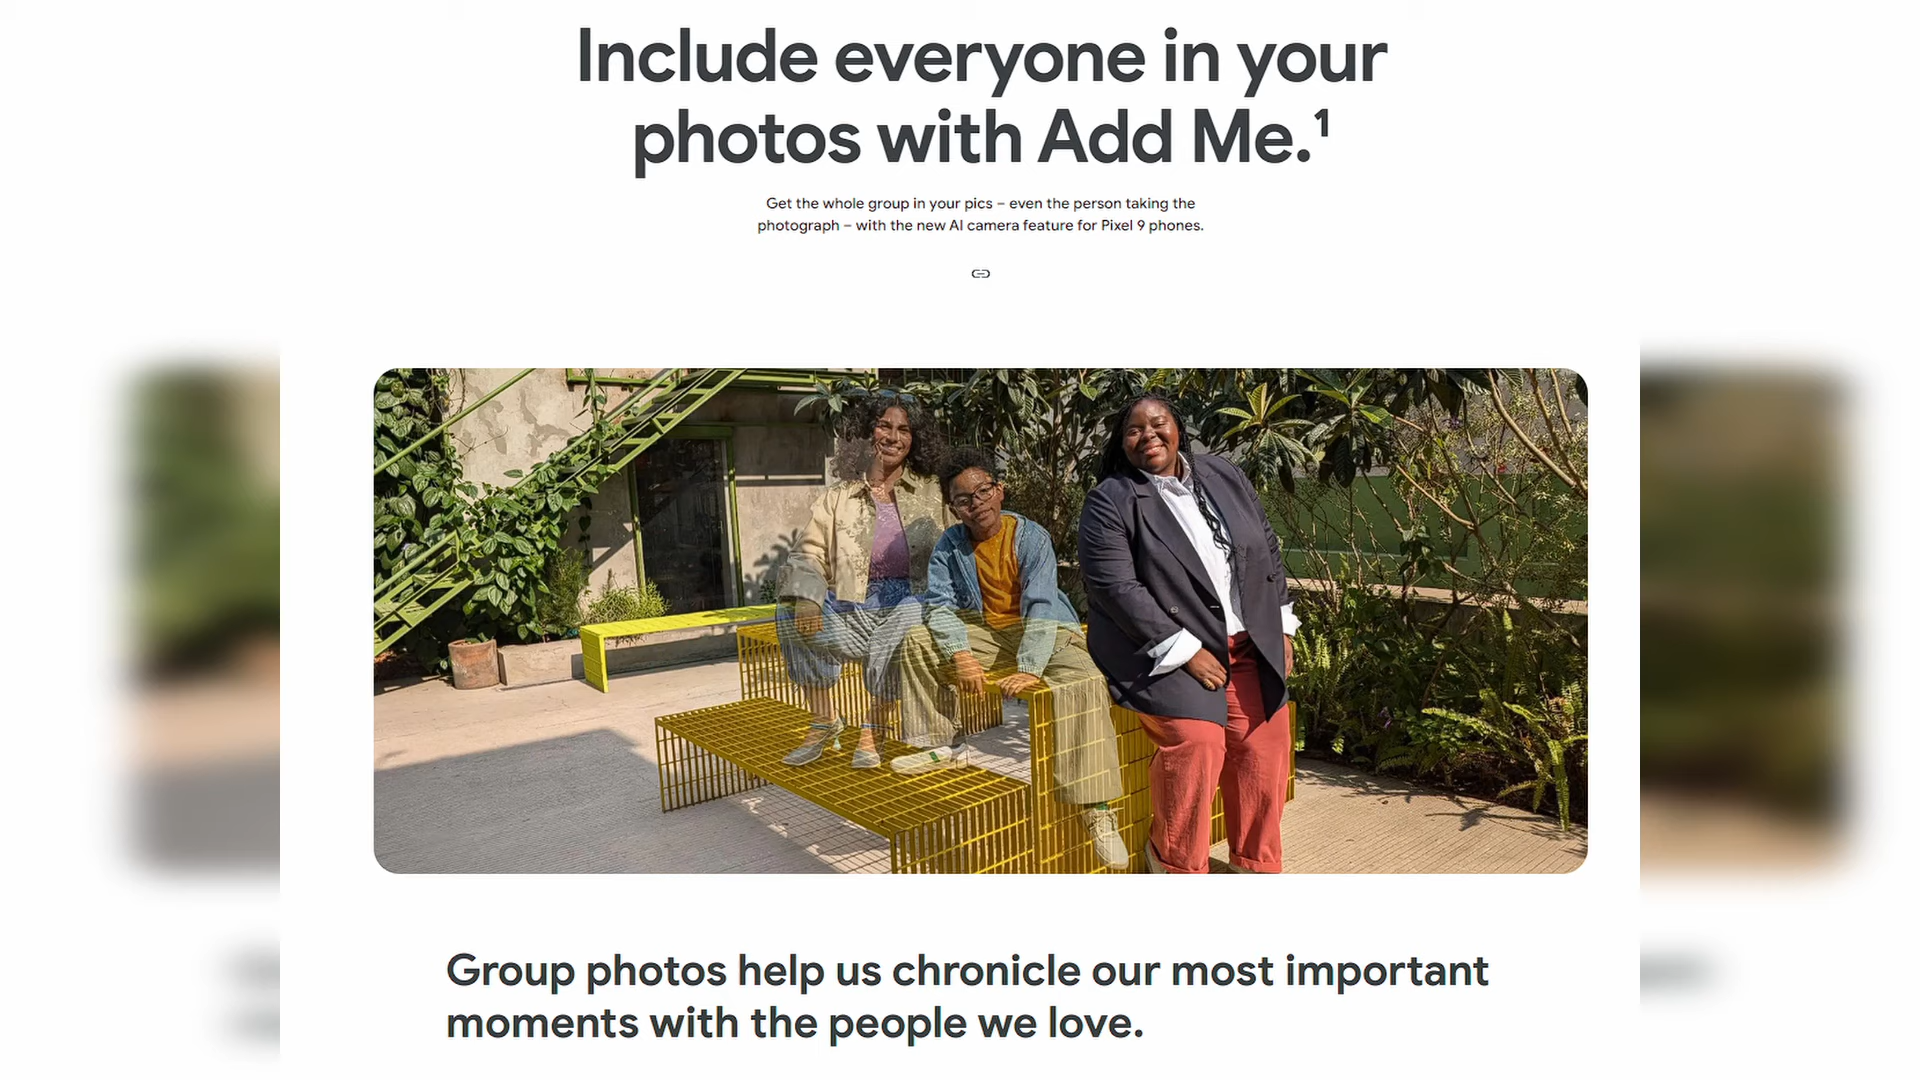 Include everyone in your
photos with Add Me.¹
Get the whole group in your pics – even the person taking the
photograph – with the new AI camera feature for Pixel 9 phones.
Group photos help us chronicle our most important
moments with the people we love.